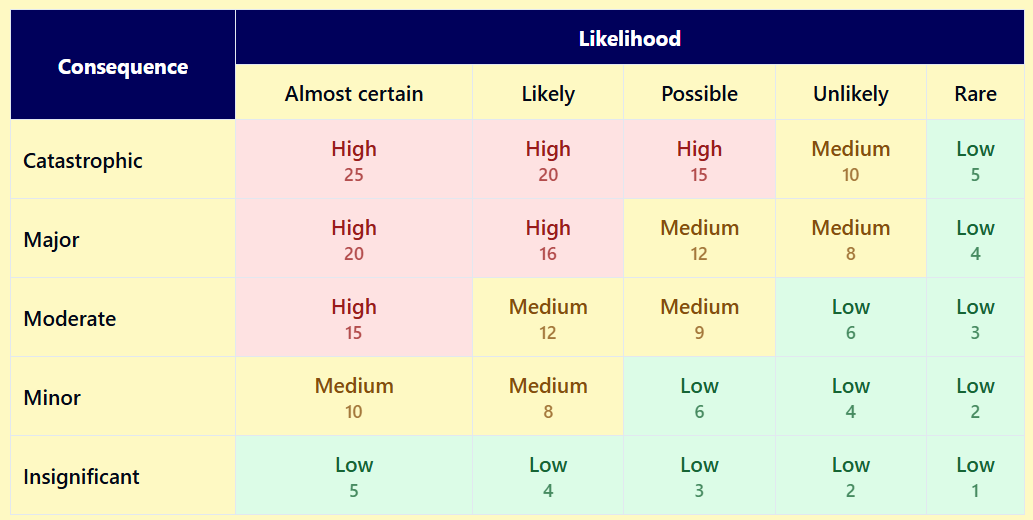 Consequence
Likelihood
Almost certain Likely Possible Unlikely Rare
Catastrophic
High High High Medium Low
25 20 15 10 5
Major
High High Medium Medium Low
20 16 12 8 4
Moderate
High Medium Medium Low Low
15 12 9 6 3
Minor
Medium Medium Low Low Low
10 8 6 4 2
Insignificant
Low Low Low Low Low
5 4 3 2 1